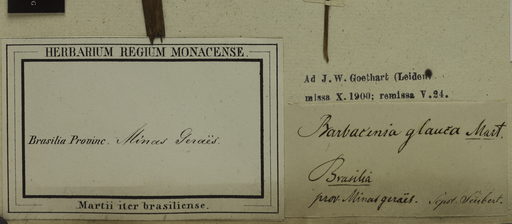 HERBARIUM REGIUM MONACENSE.
Brasilia Provinc. Minas Geraës.
Martii iter brasiliense.
Ad J. W. Goethart (Leiden)
missa X.1900; remissa V.24.
Barbacenia glauca Mart.
Brasilia
prov. Minas geraës. Seubert.